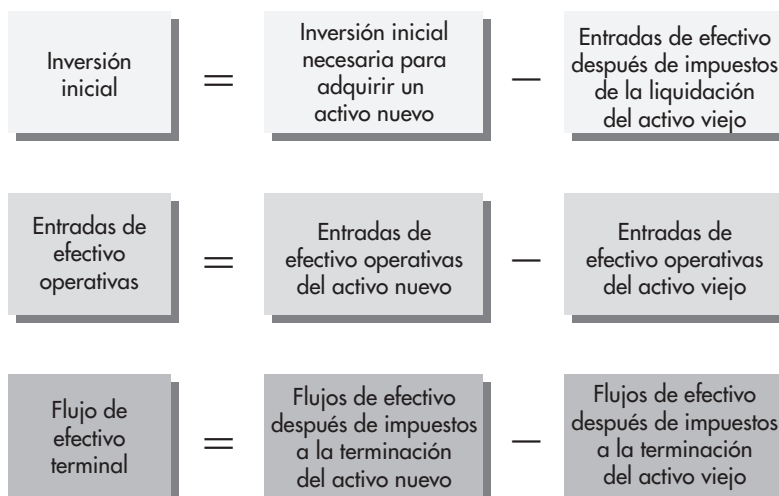 Inversión
inicial
=
Inversión inicial
necesaria para
adquirir un
activo nuevo
—
Entradas de efectivo
después de impuestos
de la liquidación
del activo viejo
Entradas de
efectivo
operativas
=
Entradas de
efectivo operativas
del activo nuevo
—
Entradas de
efectivo operativas
del activo viejo
Flujo de
efectivo
terminal
=
Flujos de efectivo
después de impuestos
a la terminación
del activo nuevo
—
Flujos de efectivo
después de impuestos
a la terminación
del activo viejo